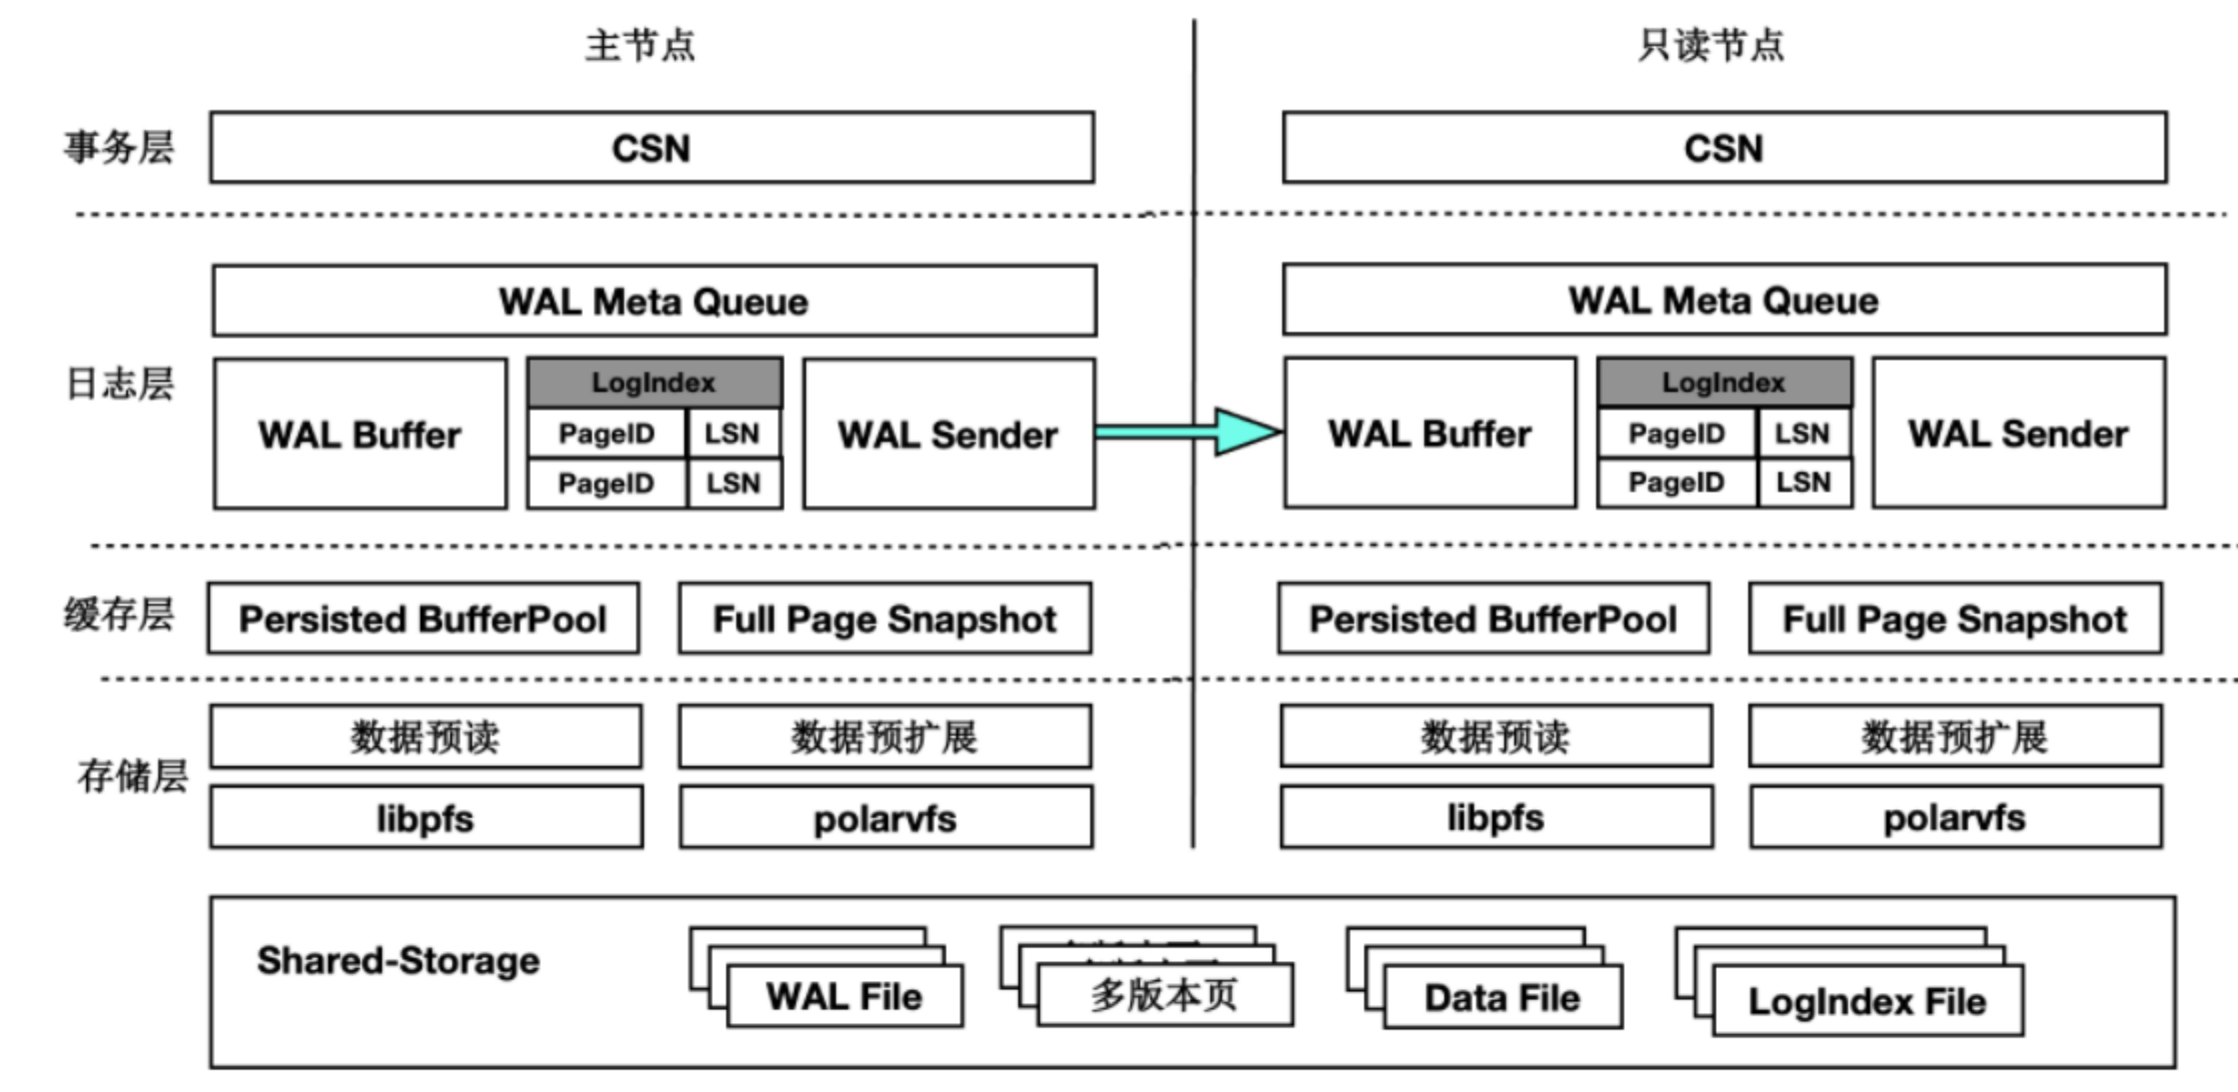 主节点
只读节点
事务层
CSN
CSN
日志层
WAL Meta Queue
WAL Meta Queue
WAL Buffer
LogIndex
PageID LSN
PageID LSN
WAL Sender
WAL Buffer
LogIndex
PageID LSN
PageID LSN
WAL Sender
缓存层
Persisted BufferPool
Full Page Snapshot
Persisted BufferPool
Full Page Snapshot
存储层
数据预读
数据预扩展
数据预读
数据预扩展
libpfs
polarvfs
libpfs
polarvfs
Shared-Storage
WAL File
多版本页
Data File
LogIndex File